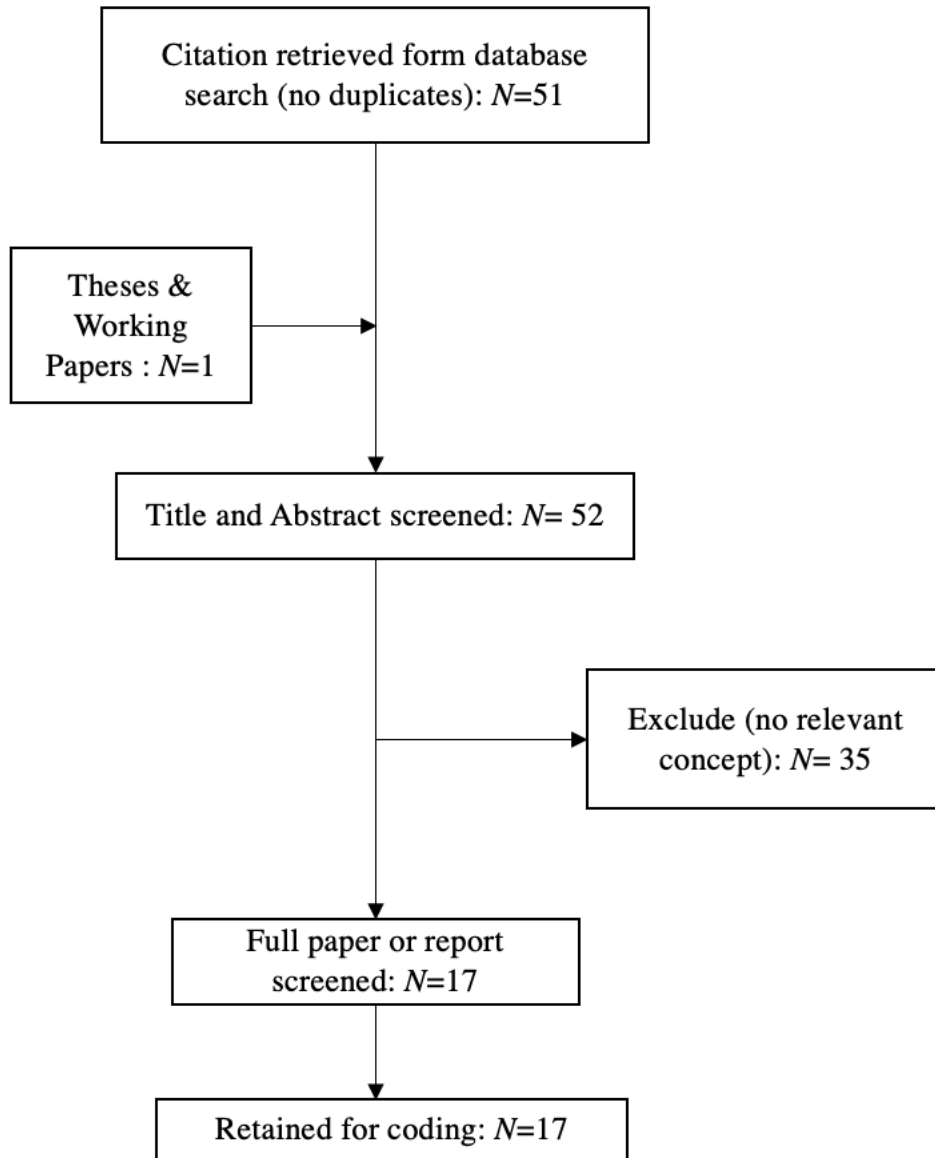 Citation retrieved form database
search (no duplicates): N=51
Theses &
Working
Papers : N=1
Title and Abstract screened: N= 52
Exclude (no relevant
concept): N= 35
Full paper or report
screened: N=17
Retained for coding: N=17